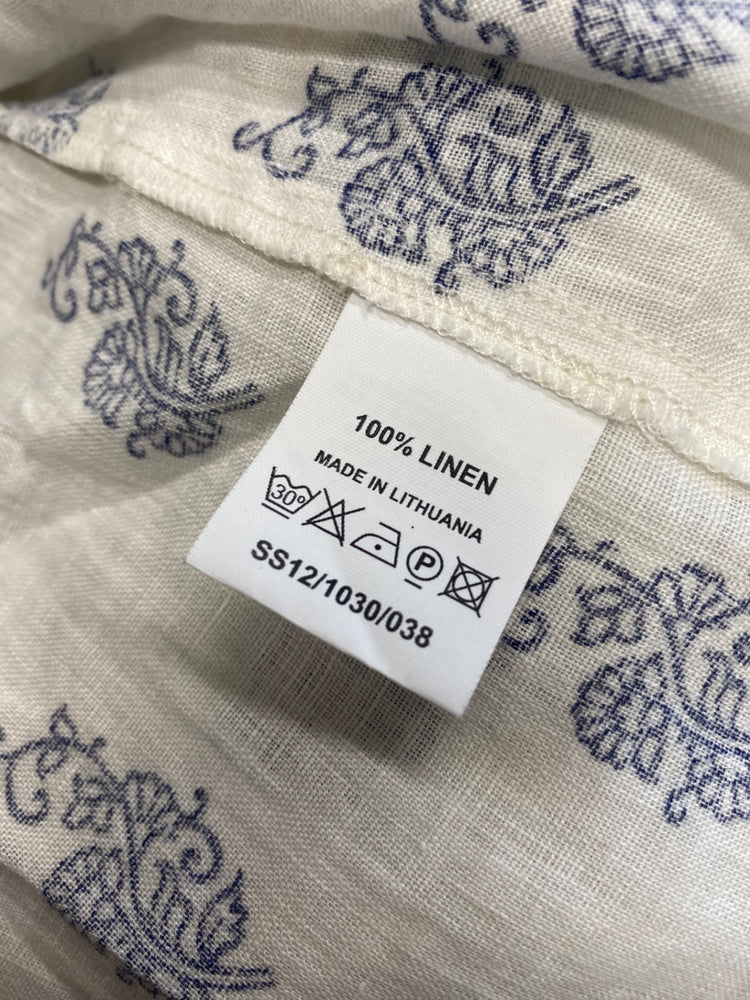 100% LINEN
MADE IN LITHUANIA
30° P
SS12/1030/038